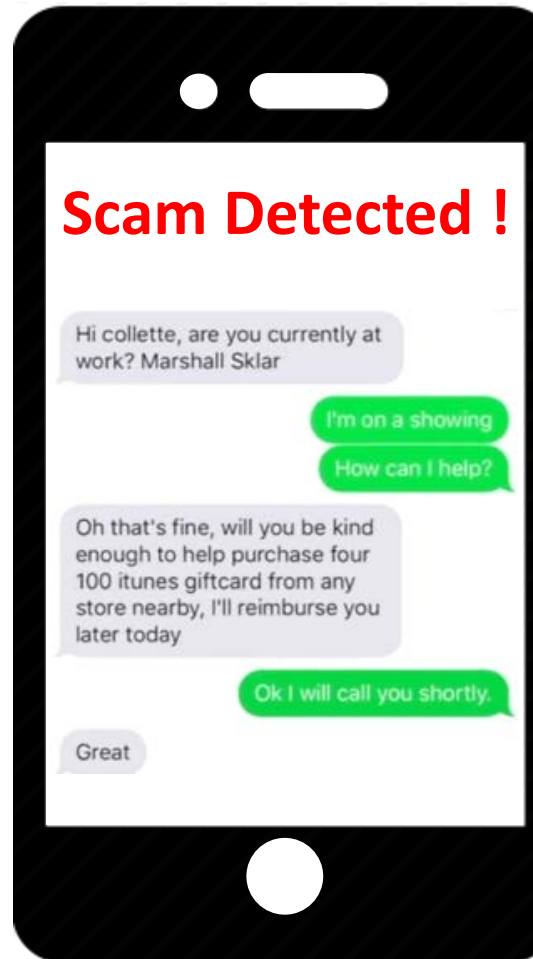 Scam Detected !
Hi collette, are you currently at
work? Marshall Sklar
I'm on a showing
How can I help?
Oh that's fine, will you be kind
enough to help purchase four
100 itunes giftcard from any
store nearby, I'll reimburse you
later today
Ok I will call you shortly.
Great